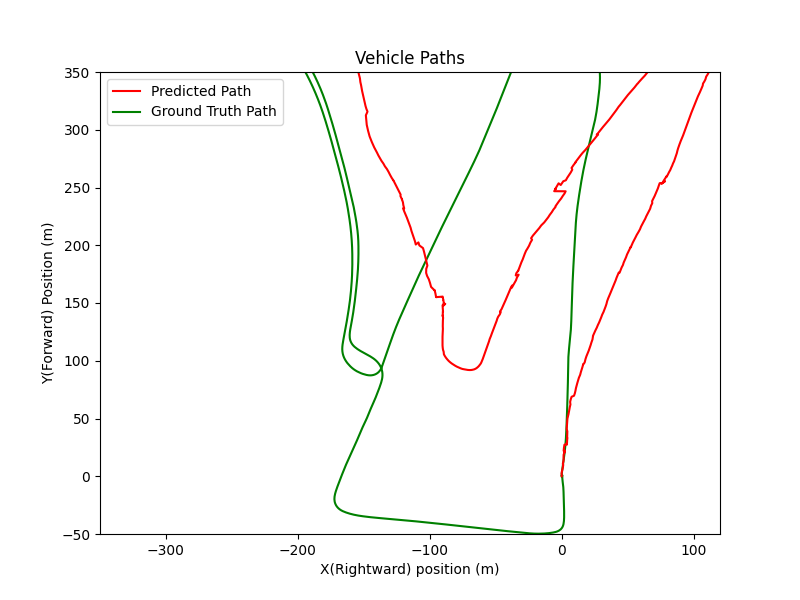 Vehicle Paths
Predicted Path
Ground Truth Path
350
300
250
200
150
100
50
0
−50
Y(Forward) Position (m)
−300
−200
−100
0
100
X(Rightward) position (m)